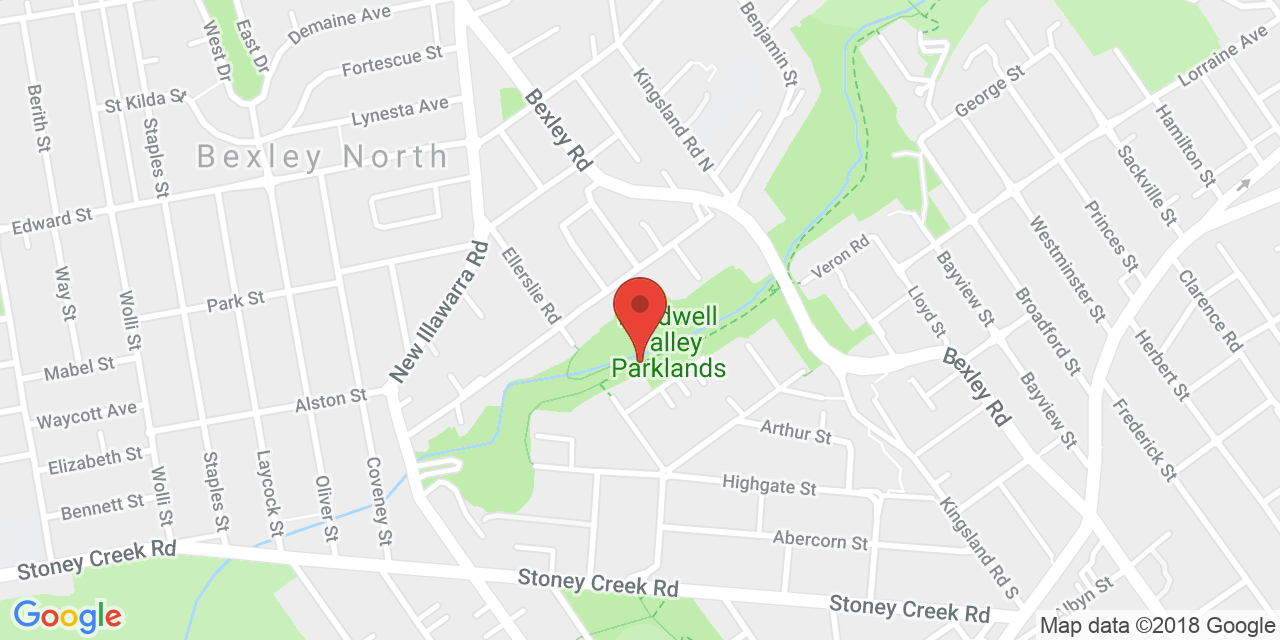 Demaine Ave
East Dr
West Dr
Fortescue St
Benjamin St
Lorraine Ave
Kingsland Rd N
George St
Berith St
St Kilda St
Staples St
Lynesta Ave
Bexley Rd
Hamilton St
Bexley North
Sackville St
Edward St
Princes St
Westminster St
Veron Rd
Bayview St
Ellerslie Rd
New Illawarra Rd
Way St
Wolli St
Park St
Lloyd St
Broadford St
Clarence Rd
Herbert St
dwell
alley
Parklands
Mabel St
Bexley Rd
Bayview St
Alston St
Waycott Ave
Frederick St
Arthur St
Elizabeth St
Wolli St
Staples St
Laycock St
Oliver St
Coveney St
Highgate St
Kingsland Rd S
Bennett St
Abercorn St
Stoney Creek Rd
Stoney Creek Rd
Stoney Creek Rd
Albyn St
Google
Map data ©2018 Google